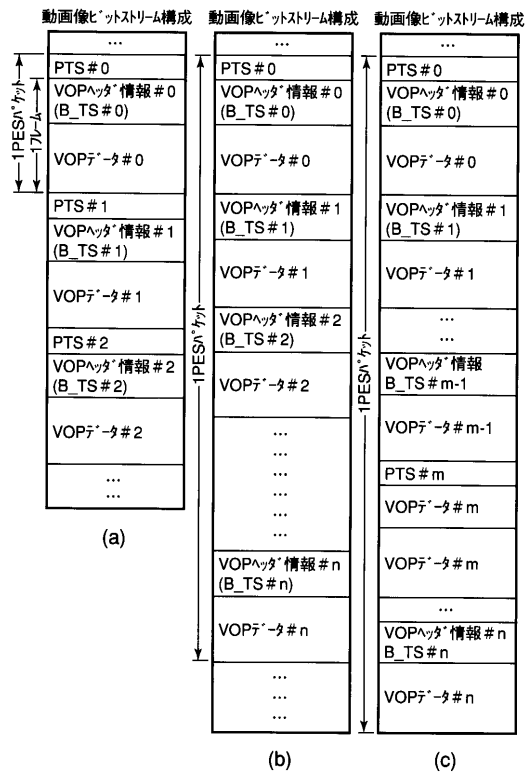 動画像ビットストリーム構成
…
PTS#0
VOPヘッダ情報#0
(B_TS#0)
VOPデータ#0
PTS#1
VOPヘッダ情報#1
(B_TS#1)
VOPデータ#1
PTS#2
VOPヘッダ情報#2
(B_TS#2)
VOPデータ#2
…
…
1PESパケット
1フレーム
(a)
動画像ビットストリーム構成
…
PTS#0
VOPヘッダ情報#0
(B_TS#0)
VOPデータ#0
VOPヘッダ情報#1
(B_TS#1)
VOPデータ#1
VOPヘッダ情報#2
(B_TS#2)
VOPデータ#2
…
…
…
…
…
…
VOPヘッダ情報#n
(B_TS#n)
VOPデータ#n
…
…
…
1PESパケット
(b)
動画像ビットストリーム構成
…
PTS#0
VOPヘッダ情報#0
(B_TS#0)
VOPデータ#0
VOPヘッダ情報#1
(B_TS#1)
VOPデータ#1
…
…
VOPヘッダ情報
B_TS#m-1
VOPデータ#m-1
PTS#m
VOPデータ#m
VOPデータ#m
…
VOPヘッダ情報#n
B_TS#n
VOPデータ#n
1PESパケット
(c)